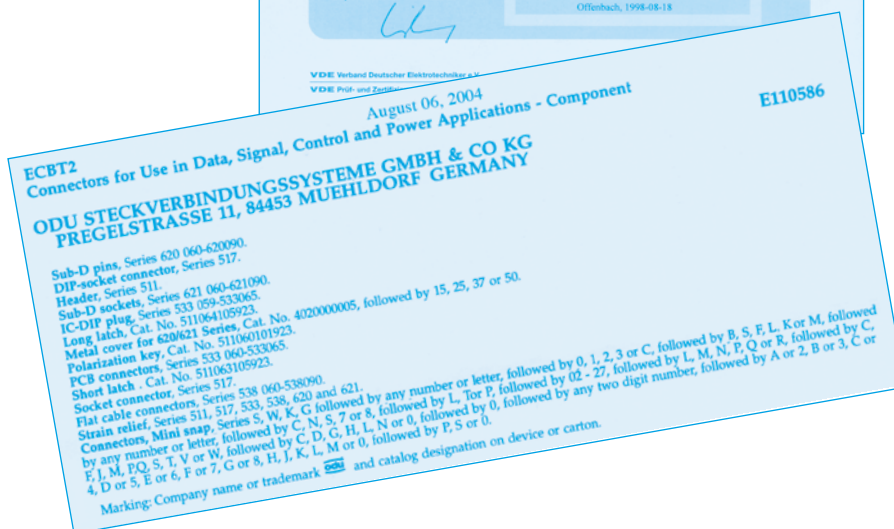 Offenbach, 1998-08-18
VDE Verband Deutscher Elektrotechniker e.V.
VDE Prüf- und
August 06, 2004
ECBT2
Connectors for Use in Data, Signal, Control and Power Applications - Component
E110586
ODU STECKVERBINDUNGSSYSTEME GMBH & CO KG
PREGELSTRASSE 11, 84453 MUEHLDORF GERMANY
Sub-D pins, Series 620 060-620090.
DIP-socket connector, Series 517.
Header, Series 511.
Sub-D sockets, Series 621 060-621090.
IC-DIP plug, Series 533 059-533065.
Long latch, Cat. No. 511064105923.
Metal cover for 620/621 Series, Cat. No. 4020000005, followed by 15, 25, 37 or 50.
Polarization key, Cat. No. 511060101923.
PCB connectors, Series 533 060-533065.
Short latch . Cat. No. 511063105923.
Socket connector, Series 517.
Flat cable connectors, Series 538 060-538090.
Strain relief, Series 511, 517, 533, 538, 620 and 621.
Connectors, Mini snap, Series S, W, K, G followed by any number or letter, followed by 0, 1, 2, 3 or C, followed by B, S, F, L. K or M, followed
by any number or letter, followed by C, N, S, 7 or 8, followed by L, T or P, followed by 02 - 27, followed by L, M, N, P, Q or R, followed by C,
F, J, M, P,Q, S, T, V or W, followed by C, D, G, H, L, N or 0, followed by 0, followed by any two digit number, followed by A or 2, B or 3, C or
4, D or 5, E or 6, F or 7, G or 8, H, J, K, L, M or 0, followed by P, S or 0.
Marking: Company name or trademark odu and catalog designation on device or carton.